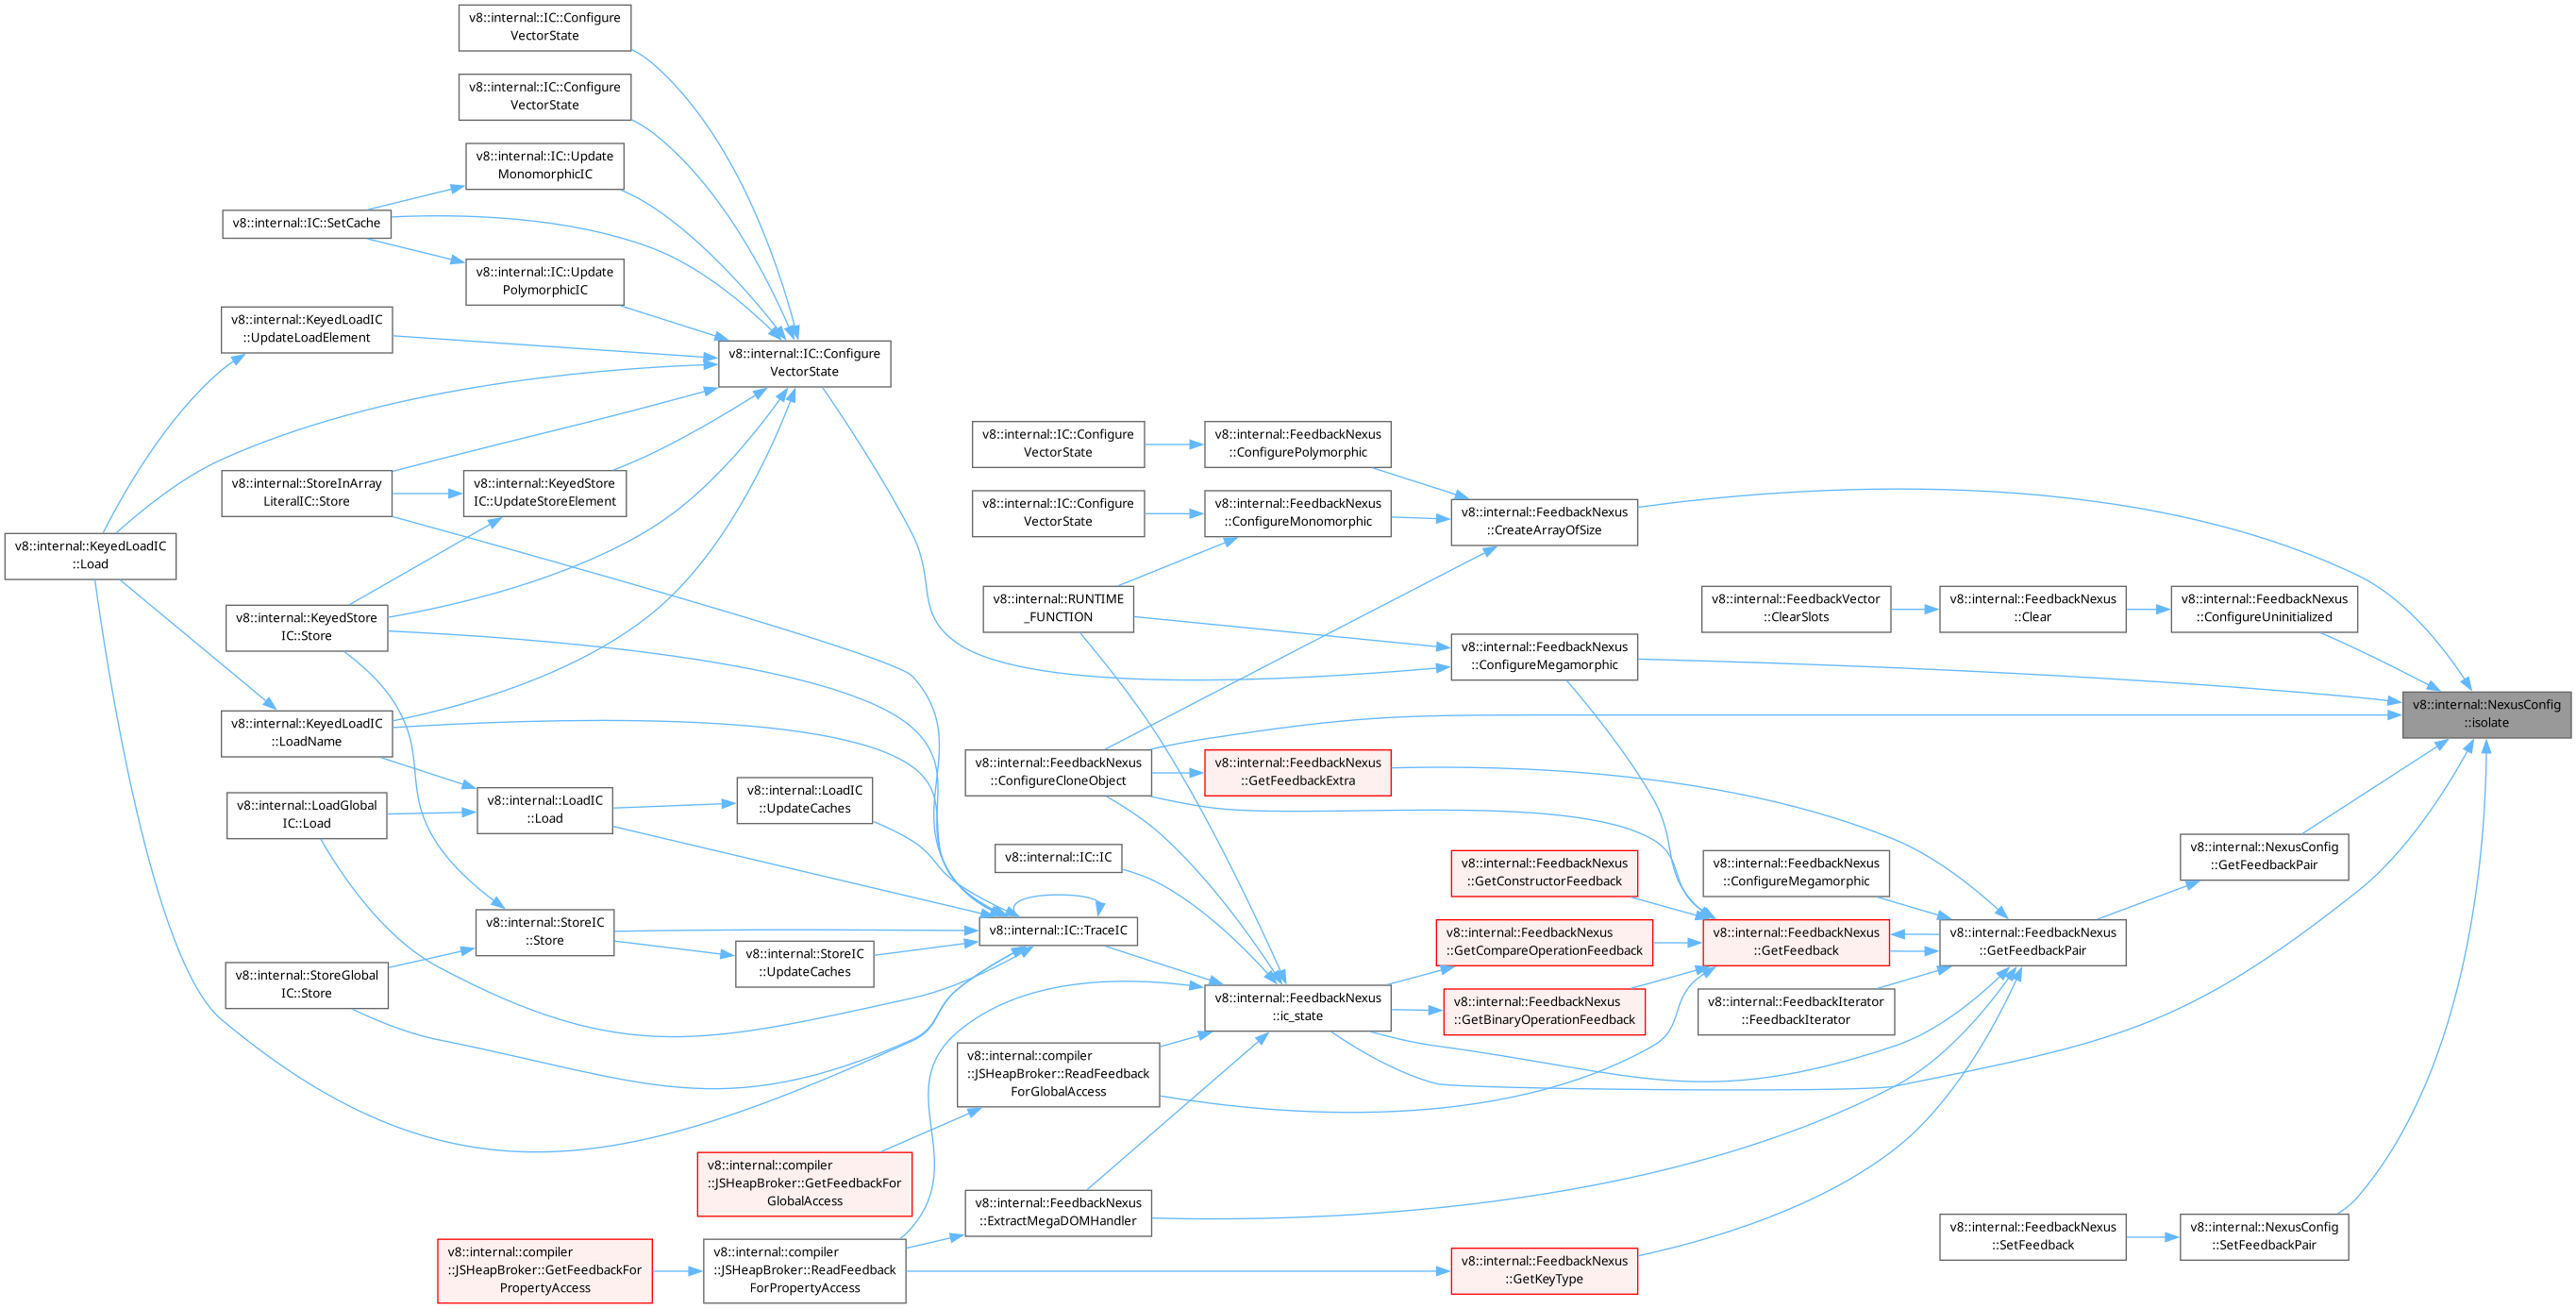 v8::internal::IC::Configure
VectorState
v8::internal::IC::Configure
VectorState
v8::internal::IC::Update
MonomorphicIC
v8::internal::IC::SetCache
v8::internal::IC::Update
PolymorphicIC
v8::internal::KeyedLoadIC
::UpdateLoadElement
v8::internal::IC::Configure
VectorState
v8::internal::StoreInArray
LiteralIC::Store
v8::internal::KeyedStore
IC::UpdateStoreElement
v8::internal::KeyedLoadIC
::Load
v8::internal::KeyedStore
IC::Store
v8::internal::KeyedLoadIC
::LoadName
v8::internal::LoadGlobal
IC::Load
v8::internal::LoadIC
::Load
v8::internal::LoadIC
::UpdateCaches
v8::internal::StoreIC
::Store
v8::internal::StoreIC
::UpdateCaches
v8::internal::StoreGlobal
IC::Store
v8::internal::IC::Configure
VectorState
v8::internal::FeedbackNexus
::ConfigurePolymorphic
v8::internal::IC::Configure
VectorState
v8::internal::FeedbackNexus
::ConfigureMonomorphic
v8::internal::FeedbackNexus
::CreateArrayOfSize
v8::internal::RUNTIME
_FUNCTION
v8::internal::FeedbackVector
::ClearSlots
v8::internal::FeedbackNexus
::Clear
v8::internal::FeedbackNexus
::ConfigureUninitialized
v8::internal::FeedbackNexus
::ConfigureMegamorphic
v8::internal::NexusConfig
::isolate
v8::internal::FeedbackNexus
::ConfigureCloneObject
v8::internal::FeedbackNexus
::GetFeedbackExtra
v8::internal::IC::IC
v8::internal::FeedbackNexus
::GetConstructorFeedback
v8::internal::FeedbackNexus
::ConfigureMegamorphic
v8::internal::NexusConfig
::GetFeedbackPair
v8::internal::IC::TraceIC
v8::internal::FeedbackNexus
::GetCompareOperationFeedback
v8::internal::FeedbackNexus
::GetFeedback
v8::internal::FeedbackNexus
::GetFeedbackPair
v8::internal::FeedbackNexus
::ic_state
v8::internal::FeedbackNexus
::GetBinaryOperationFeedback
v8::internal::FeedbackIterator
::FeedbackIterator
v8::internal::compiler
::JSHeapBroker::ReadFeedback
ForGlobalAccess
v8::internal::compiler
::JSHeapBroker::GetFeedbackFor
GlobalAccess
v8::internal::FeedbackNexus
::ExtractMegaDOMHandler
v8::internal::FeedbackNexus
::SetFeedback
v8::internal::NexusConfig
::SetFeedbackPair
v8::internal::compiler
::JSHeapBroker::GetFeedbackFor
PropertyAccess
v8::internal::compiler
::JSHeapBroker::ReadFeedback
ForPropertyAccess
v8::internal::FeedbackNexus
::GetKeyType